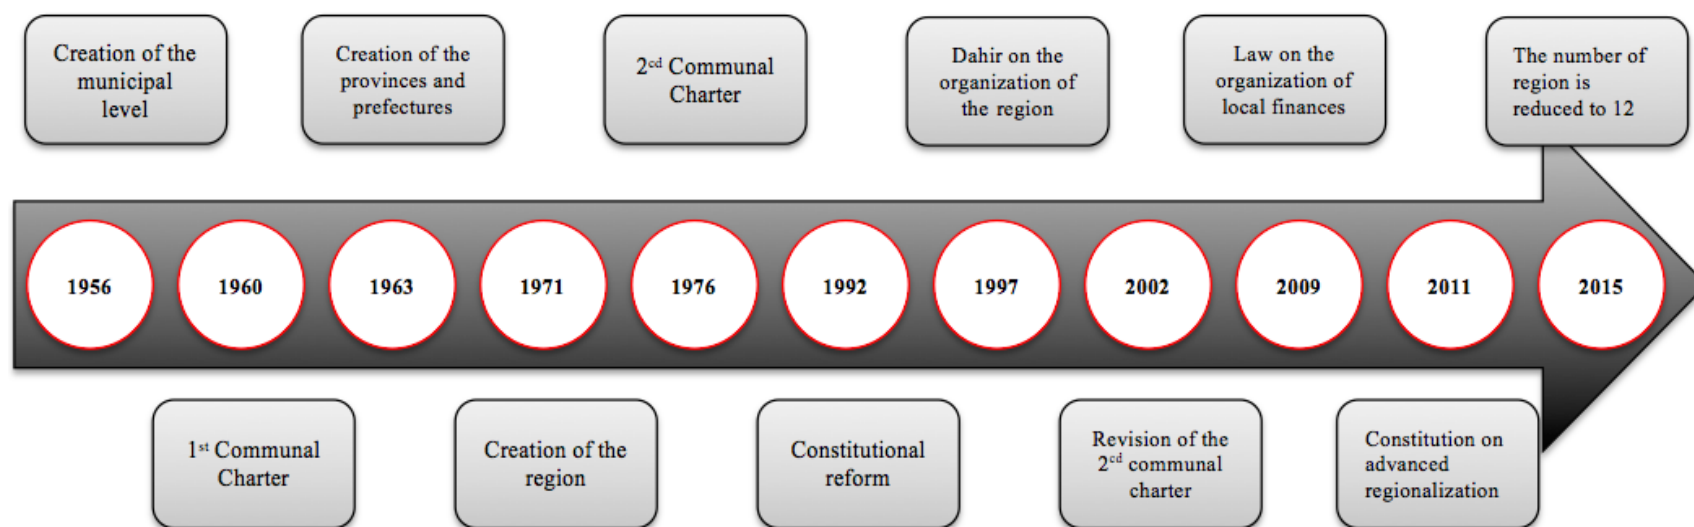 Creation of the
municipal
level
Creation of the
provinces and
prefectures
2cd Communal
Charter
Dahir on the
organization of
the region
Law on the
organization of
local finances
The number of
region is
reduced to 12
1956
1960
1963
1971
1976
1992
1997
2002
2009
2011
2015
1st Communal
Charter
Creation of the
region
Constitutional
reform
Revision of the
2cd communal
charter
Constitution on
advanced
regionalization